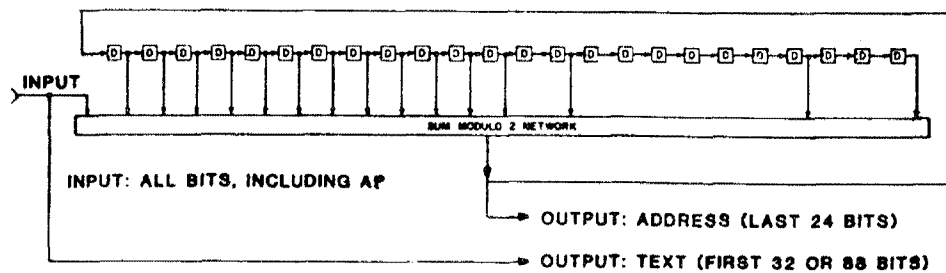 D D D D D D D D D D D D D D D D D D D D D D D D
INPUT
SUM MODULO 2 NETWORK
INPUT: ALL BITS, INCLUDING AP
OUTPUT: ADDRESS (LAST 24 BITS)
OUTPUT: TEXT (FIRST 32 OR 88 BITS)